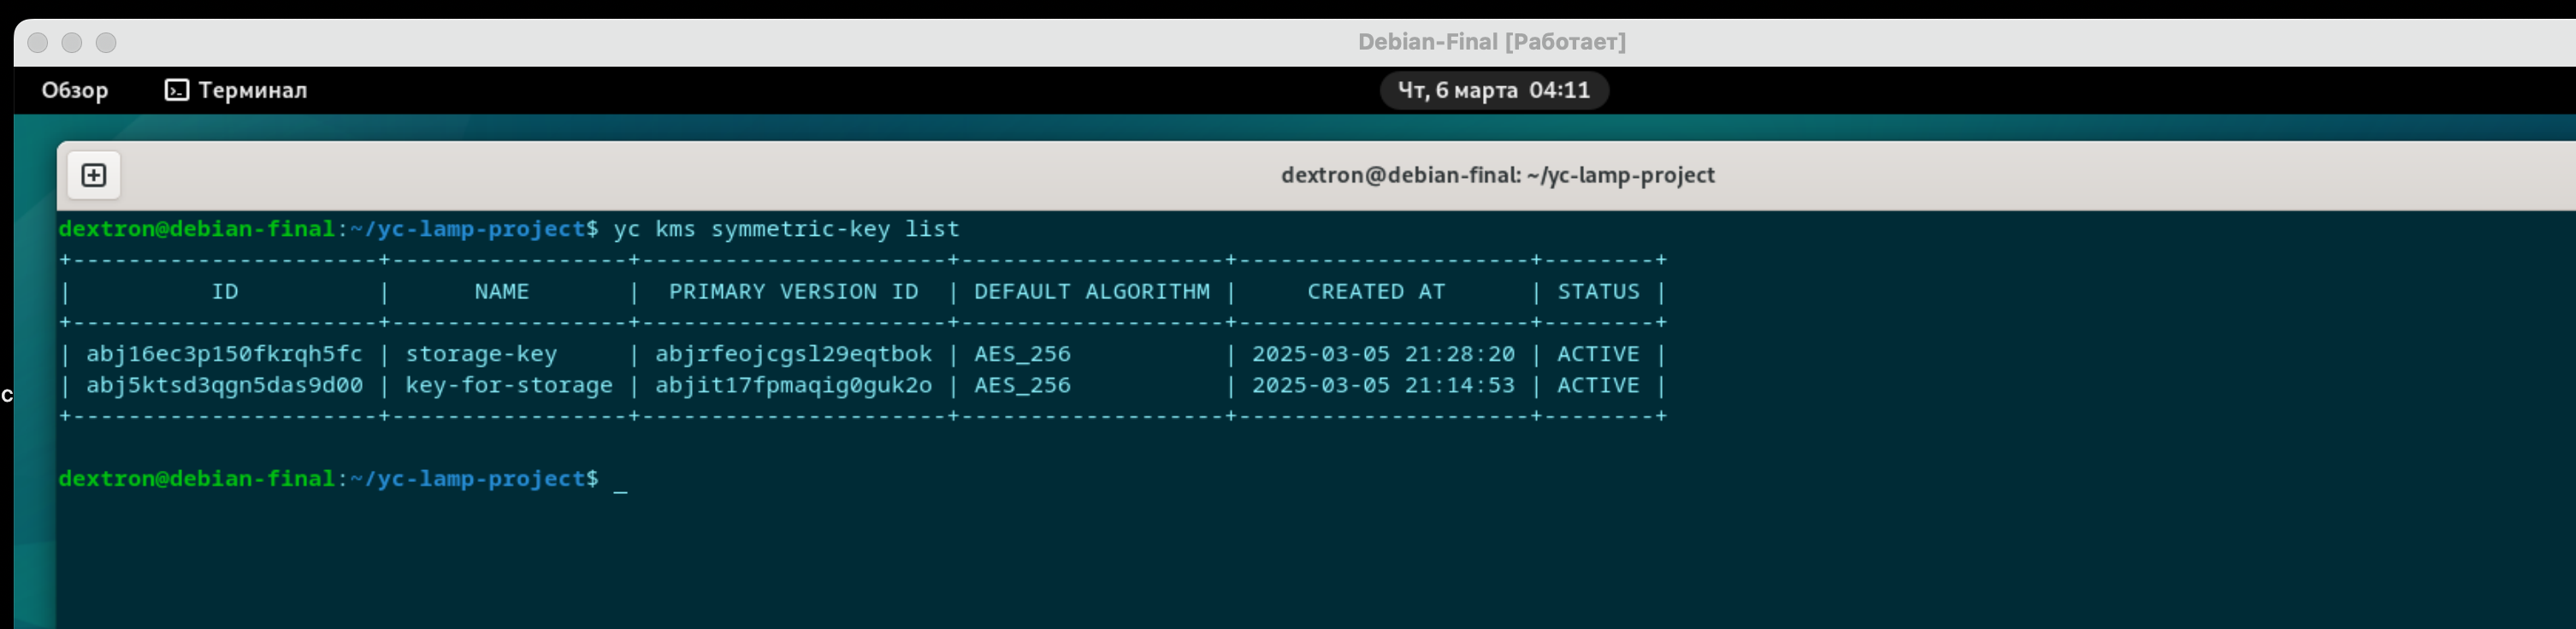 Debian-Final [Работает]
Обзор Терминал Чт, 6 марта 04:11
dextron@debian-final: ~/yc-lamp-project
dextron@debian-final:~/yc-lamp-project$ yc kms symmetric-key list
+----------------------+-----------------+----------------------+-------------------+---------------------+--------+
| ID | NAME | PRIMARY VERSION ID | DEFAULT ALGORITHM | CREATED AT | STATUS |
+----------------------+-----------------+----------------------+-------------------+---------------------+--------+
| abj16ec3p150fkrqh5fc | storage-key | abjrfeojcgsl29eqtbok | AES_256 | 2025-03-05 21:28:20 | ACTIVE |
| abj5ktsd3qgn5das9d00 | key-for-storage | abjit17fpmaqig0guk2o | AES_256 | 2025-03-05 21:14:53 | ACTIVE |
+----------------------+-----------------+----------------------+-------------------+---------------------+--------+
dextron@debian-final:~/yc-lamp-project$ _